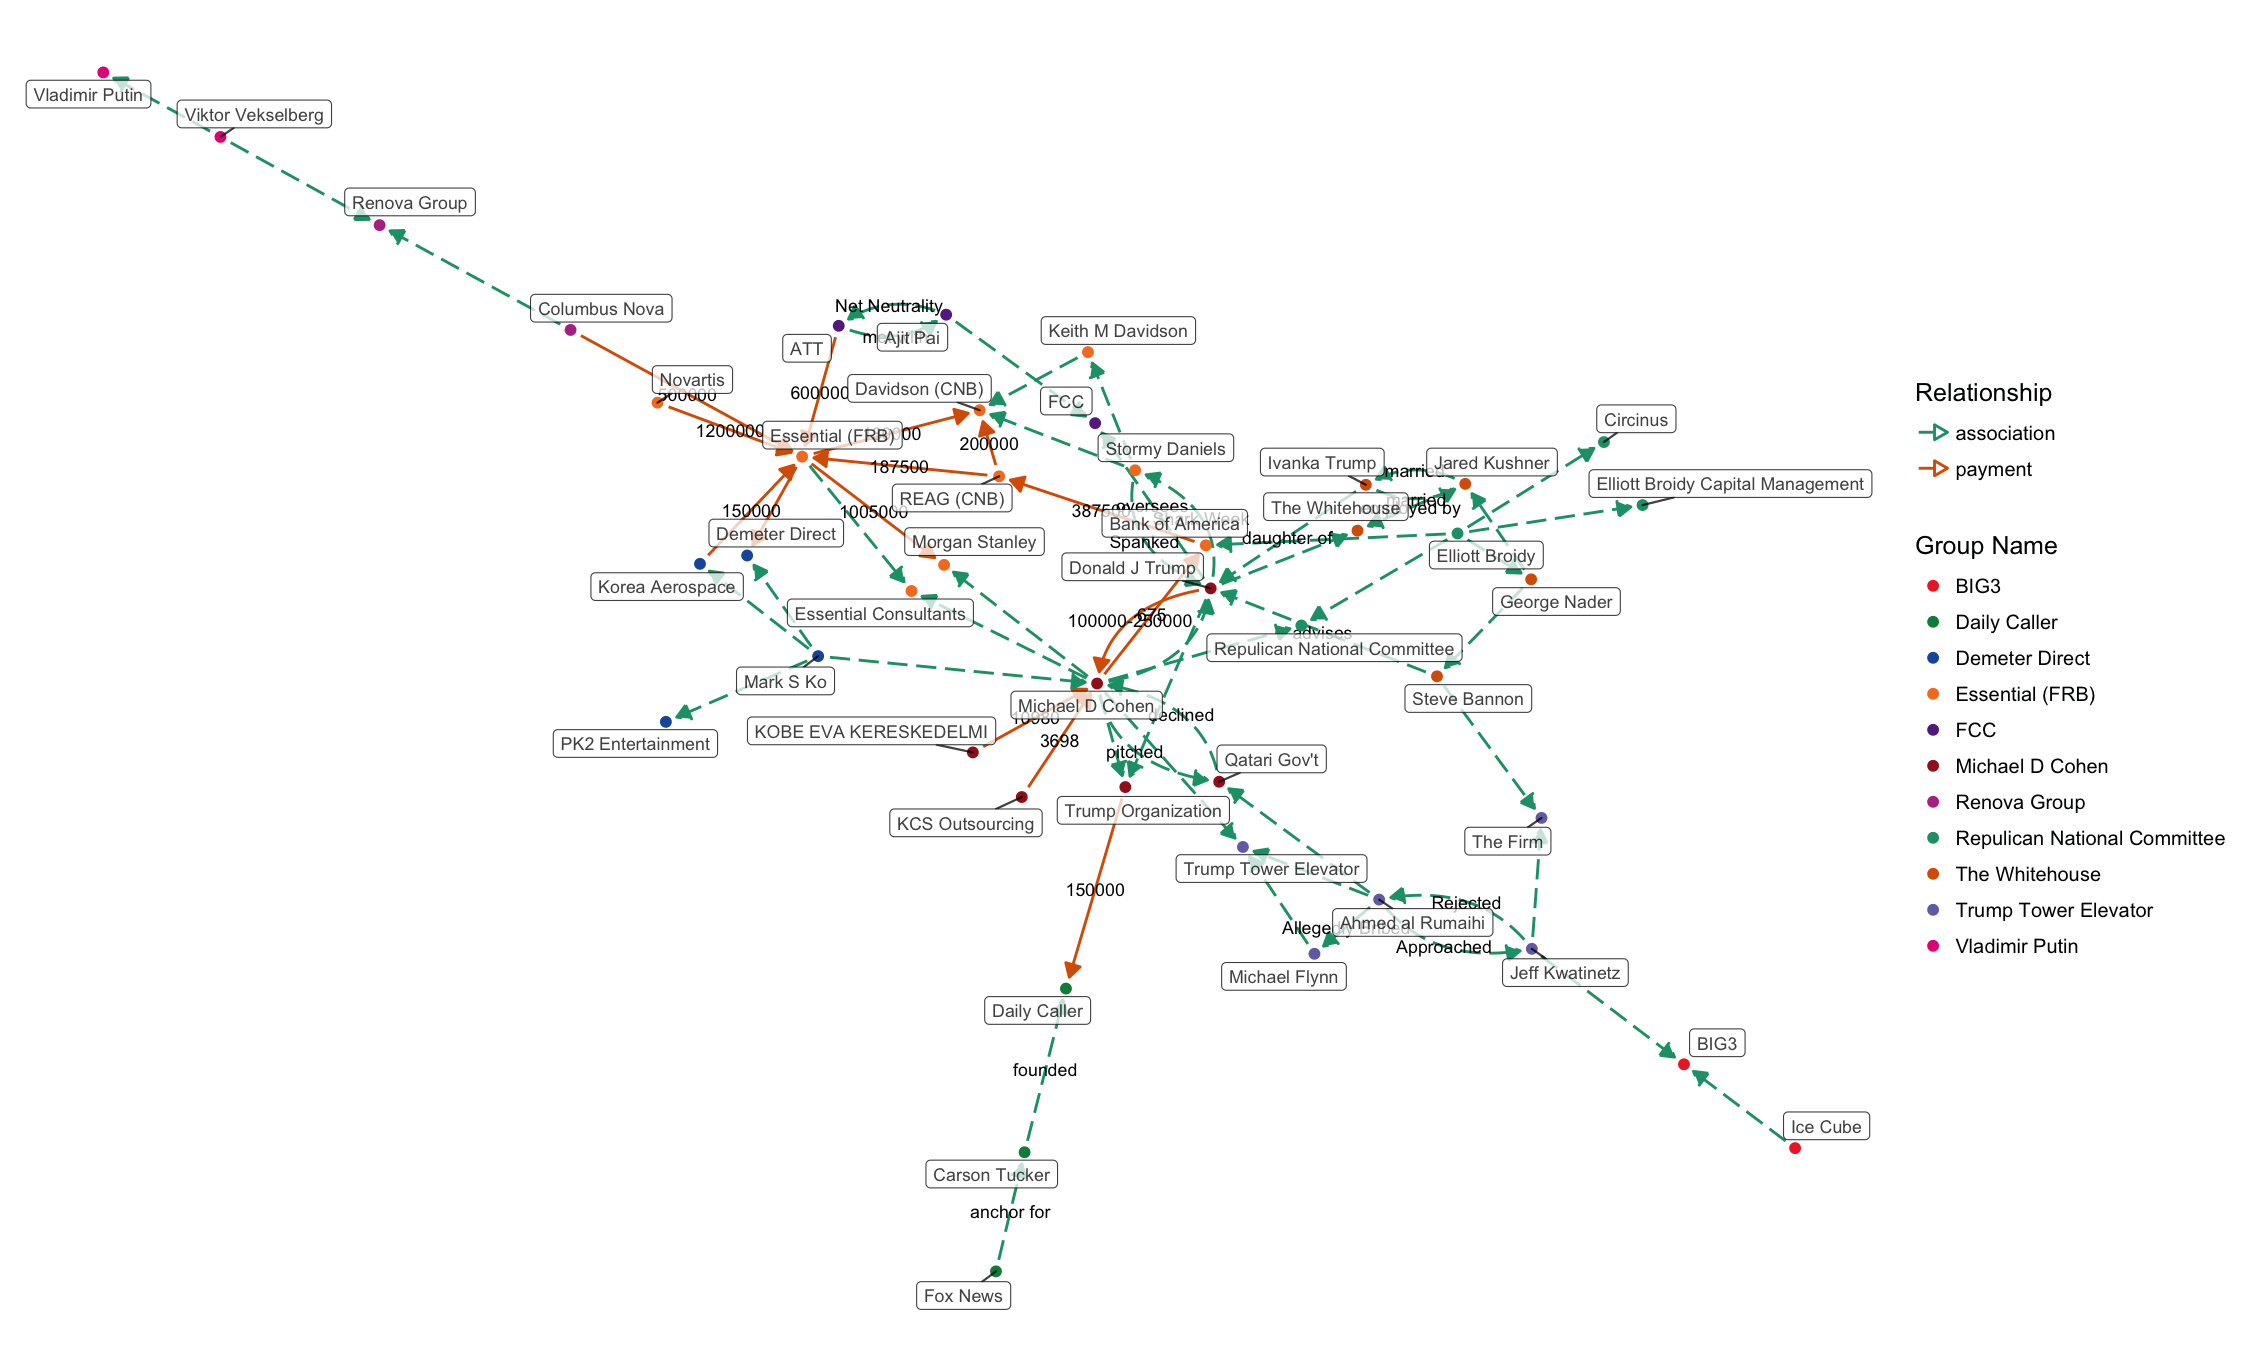 Vladimir Putin
Viktor Vekselberg
Renova Group
Columbus Nova
Net Neutrality
ATT
Ajit Pai
Keith M Davidson
Novartis
500000
600000
Davidson (CNB)
FCC
1200000
Essential (FRB)
200000
Stormy Daniels
187500
REAG (CNB)
Ivanka Trump
married
Jared Kushner
Circinus
Elliott Broidy Capital Management
150000
1005000
oversees
The Whitehouse
married
Bank of America
Demeter Direct
Morgan Stanley
Spanked
daughter of
Elliott Broidy
Donald J Trump
Korea Aerospace
Essential Consultants
George Nader
100000-250000
675
advises
Repulican National Committee
Mark S Ko
Steve Bannon
Michael D Cohen
declined
10980
KOBE EVA KERESKEDELMI
3698
pitched
PK2 Entertainment
Qatari Gov't
KCS Outsourcing
Trump Organization
The Firm
Trump Tower Elevator
150000
Rejected
Ahmed al Rumaihi
Approached
Michael Flynn
Jeff Kwatinetz
Daily Caller
BIG3
founded
Ice Cube
Carson Tucker
anchor for
Fox News
Relationship
association
payment
Group Name
BIG3
Daily Caller
Demeter Direct
Essential (FRB)
FCC
Michael D Cohen
Renova Group
Repulican National Committee
The Whitehouse
Trump Tower Elevator
Vladimir Putin